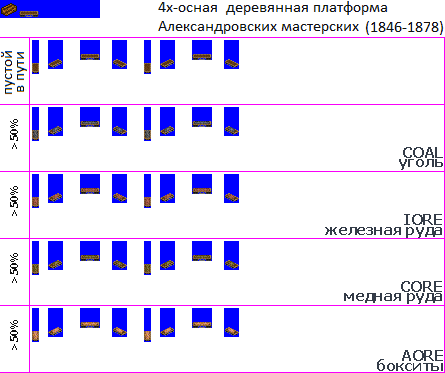 4х-осная деревянная платформа
Александровских мастерских (1846-1878)
пустой
в пути
>50%
COAL
уголь
>50%
IORE
железная руда
>50%
CORE
медная руда
>50%
AORE
бокситы